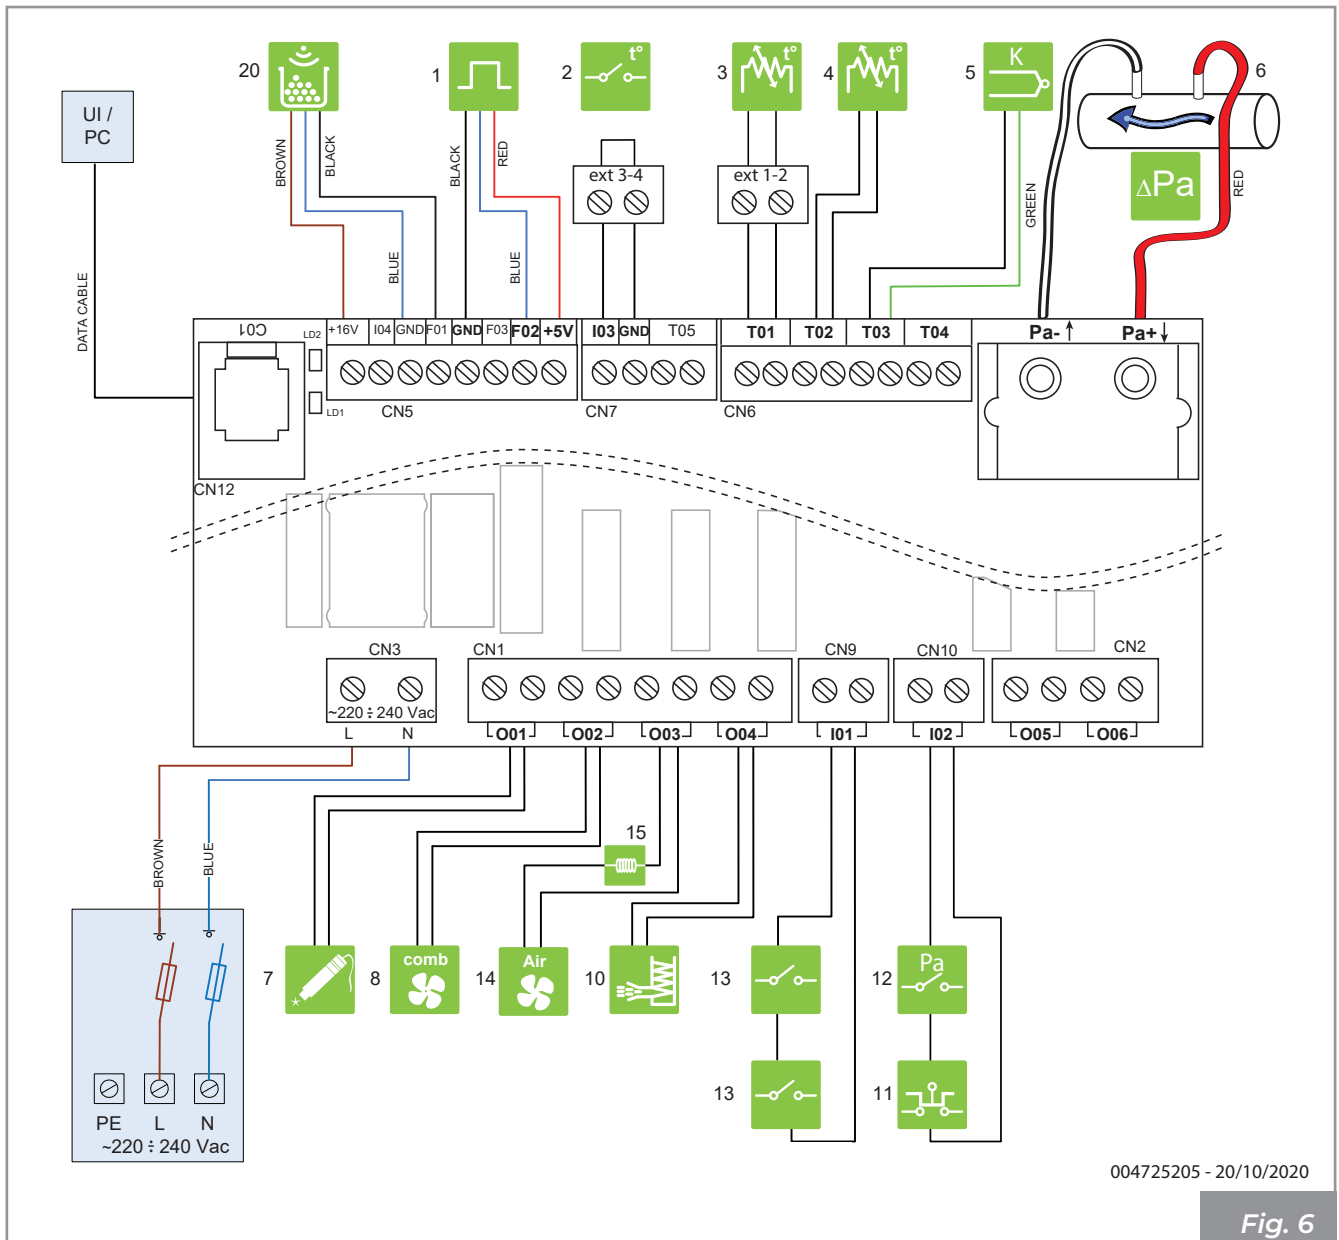 20
1
2
t°
3
t°
4
t°
5
K
6
UI /
PC
BROWN
BLACK
BLACK
RED
ext 3-4
ext 1-2
ΔPa
RED
GREEN
BLUE
BLUE
DATA CABLE
C01
LD2
+16V
I04
GND
F01
GND
F03
F02
+5V
I03
GND
T05
T01
T02
T03
T04
Pa- ↑
Pa+ ↓
LD1
CN5
CN7
CN6
CN12
CN3
CN1
CN9
CN10
CN2
~220 ÷ 240 Vac
L
N
O01
O02
O03
O04
I01
I02
O05
O06
15
BROWN
BLUE
7
8
comb
14
Air
10
13
12
Pa
13
11
PE
L
N
~220 ÷ 240 Vac
004725205 - 20/10/2020
Fig. 6